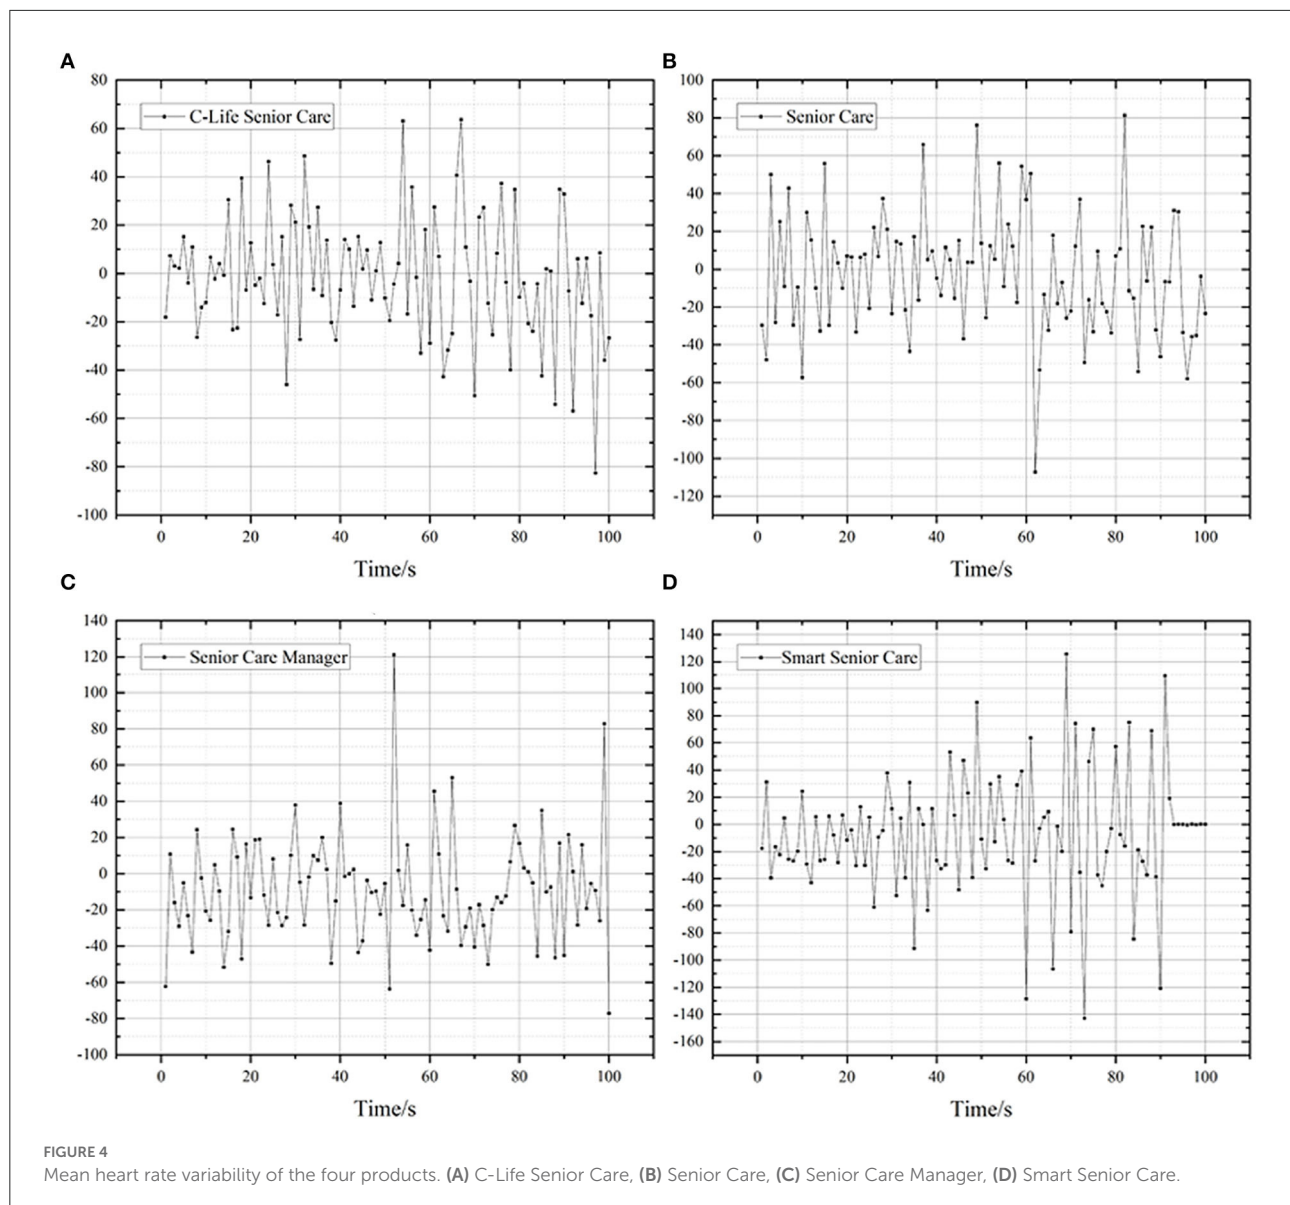 A
B
80
60
40
20
0
-20
-40
-60
-80
-100
C-Life Senior Care
0 20 40 60 80 100
Time/s
100
80
60
40
20
0
-20
-40
-60
-80
-100
-120
Senior Care
0 20 40 60 80 100
Time/s
C
D
140
120
100
80
60
40
20
0
-20
-40
-60
-80
-100
Senior Care Manager
0 20 40 60 80 100
Time/s
140
120
100
80
60
40
20
0
-20
-40
-60
-80
-100
-120
-140
-160
Smart Senior Care
0 20 40 60 80 100
Time/s
FIGURE 4
Mean heart rate variability of the four products. (A) C-Life Senior Care, (B) Senior Care, (C) Senior Care Manager, (D) Smart Senior Care.